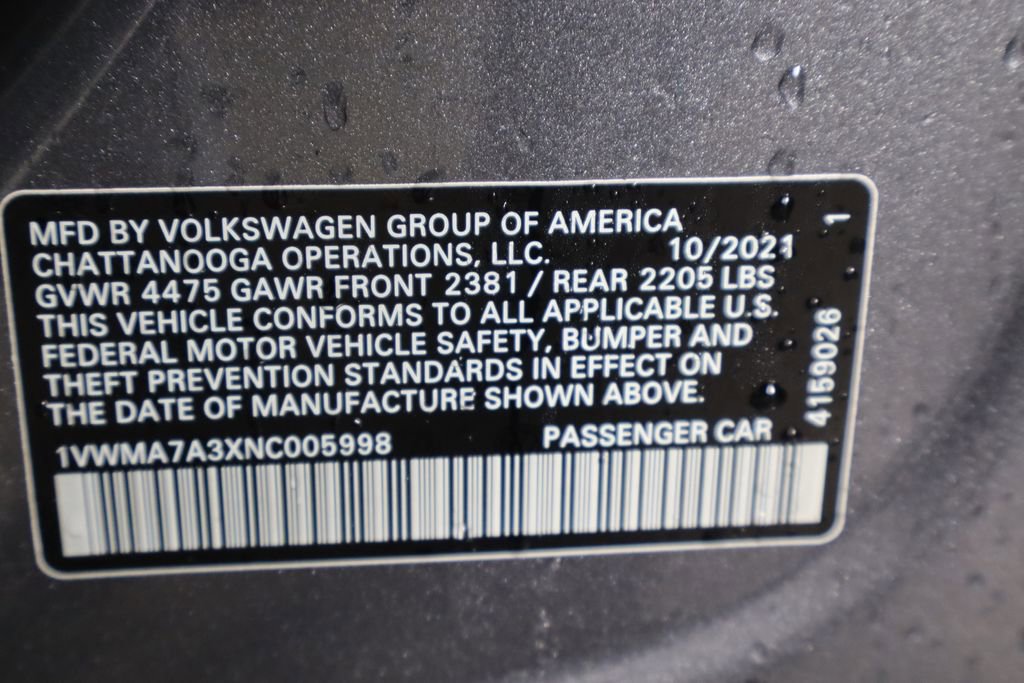 MFD BY VOLKSWAGEN GROUP OF AMERICA
CHATTANOOGA OPERATIONS, LLC. 10/2021
GVWR 4475 GAWR FRONT 2381 / REAR 2205 LBS
THIS VEHICLE CONFORMS TO ALL APPLICABLE U.S.
FEDERAL MOTOR VEHICLE SAFETY, BUMPER AND
THEFT PREVENTION STANDARDS IN EFFECT ON
THE DATE OF MANUFACTURE SHOWN ABOVE.
1VWMA7A3XNC005998 PASSENGER CAR
4159026 1